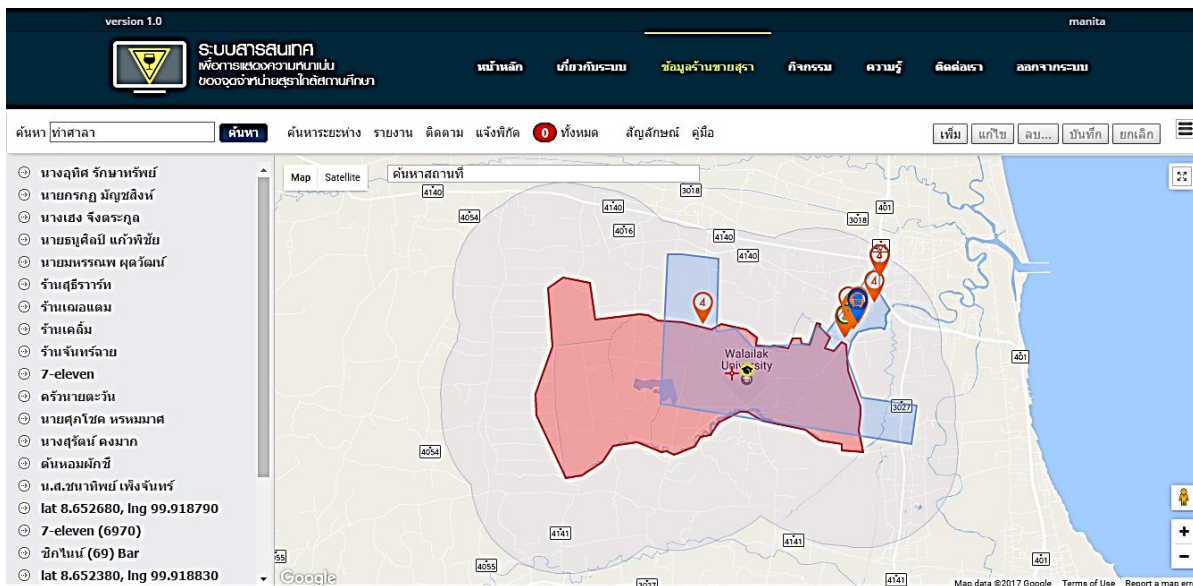 version 1.0 manita
ระบบสารสนเทศ
เพื่อการแสดงความหนาแน่น
ของจุดจำหน่ายสุราใกล้สถานศึกษา
หน้าหลัก เกี่ยวกับระบบ ข้อมูลร้านขายสุรา กิจกรรม ความรู้ ติดต่อเรา ออกจากระบบ
ค้นหา ท่าศาลา ค้นหา ค้นหาระยะห่าง รายงาน ติดตาม แจ้งพิกัด 0 ทั้งหมด สัญลักษณ์ คู่มือ เพิ่ม แก้ไข ลบ... บันทึก ยกเลิก
นางอุทิศ รักษาทรัพย์
นายกรกฏ มัญชสิงห์
นางเฮง จึงตระกูล
นายธนูศิลป์ แก้วพิชัย
นายมหรรณพ ผุดวัฒน์
ร้านสุธีราร์ท
ร้านเฌอแตม
ร้านเคลิ้ม
ร้านจันทร์ฉาย
7-eleven
ครัวนายตะวัน
นายศุภโชค หรหมมาศ
นางสุรัตน์ คงมาก
ต้นหอมผักชี
น.ส.ชนาทิพย์ เพ็งจันทร์
lat 8.652680, lng 99.918790
7-eleven (6970)
ซิกไนน์ (69) Bar
lat 8.652380, lng 99.918830
Map Satellite ค้นหาสถานที่
4140 3018
4054 4140 401
4016 3018
4140
4140
3
4
4
Walailak
University
401
3027
4054
4141 4141
4055 401
4141
3027
Google Map data ©2017 Google Terms of Use Report a map err